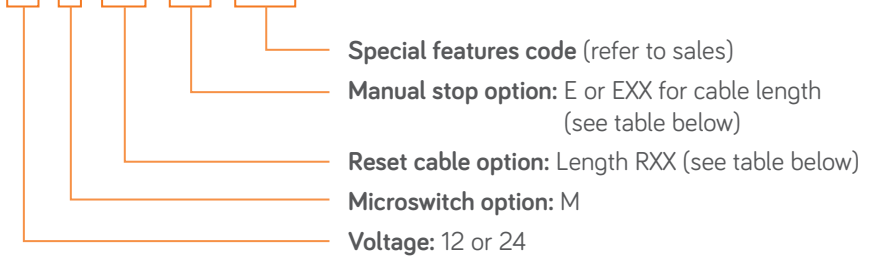 Special features code (refer to sales)
Manual stop option: E or EXX for cable length
(see table below)
Reset cable option: Length RXX (see table below)
Microswitch option: M
Voltage: 12 or 24